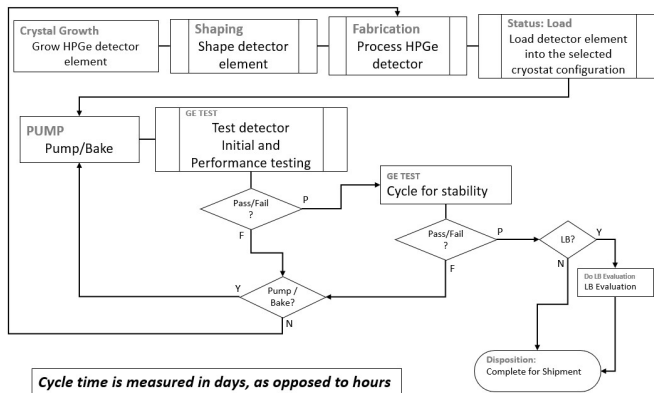 Crystal Growth
Grow HPGe detector
element
Shaping
Shape detector
element
Fabrication
Process HPGe
detector
Status: Load
Load detector element
into the selected
cryostat configuration
PUMP
Pump/Bake
GE TEST
Test detector
Initial and
Performance testing
GE TEST
Cycle for stability
Pass/Fail
?
P
F
Pass/Fail
?
P
F
LB?
Y
N
Do LB Evaluation
LB Evaluation
Pump /
Bake?
Y
N
Disposition:
Complete for Shipment
Cycle time is measured in days, as opposed to hours